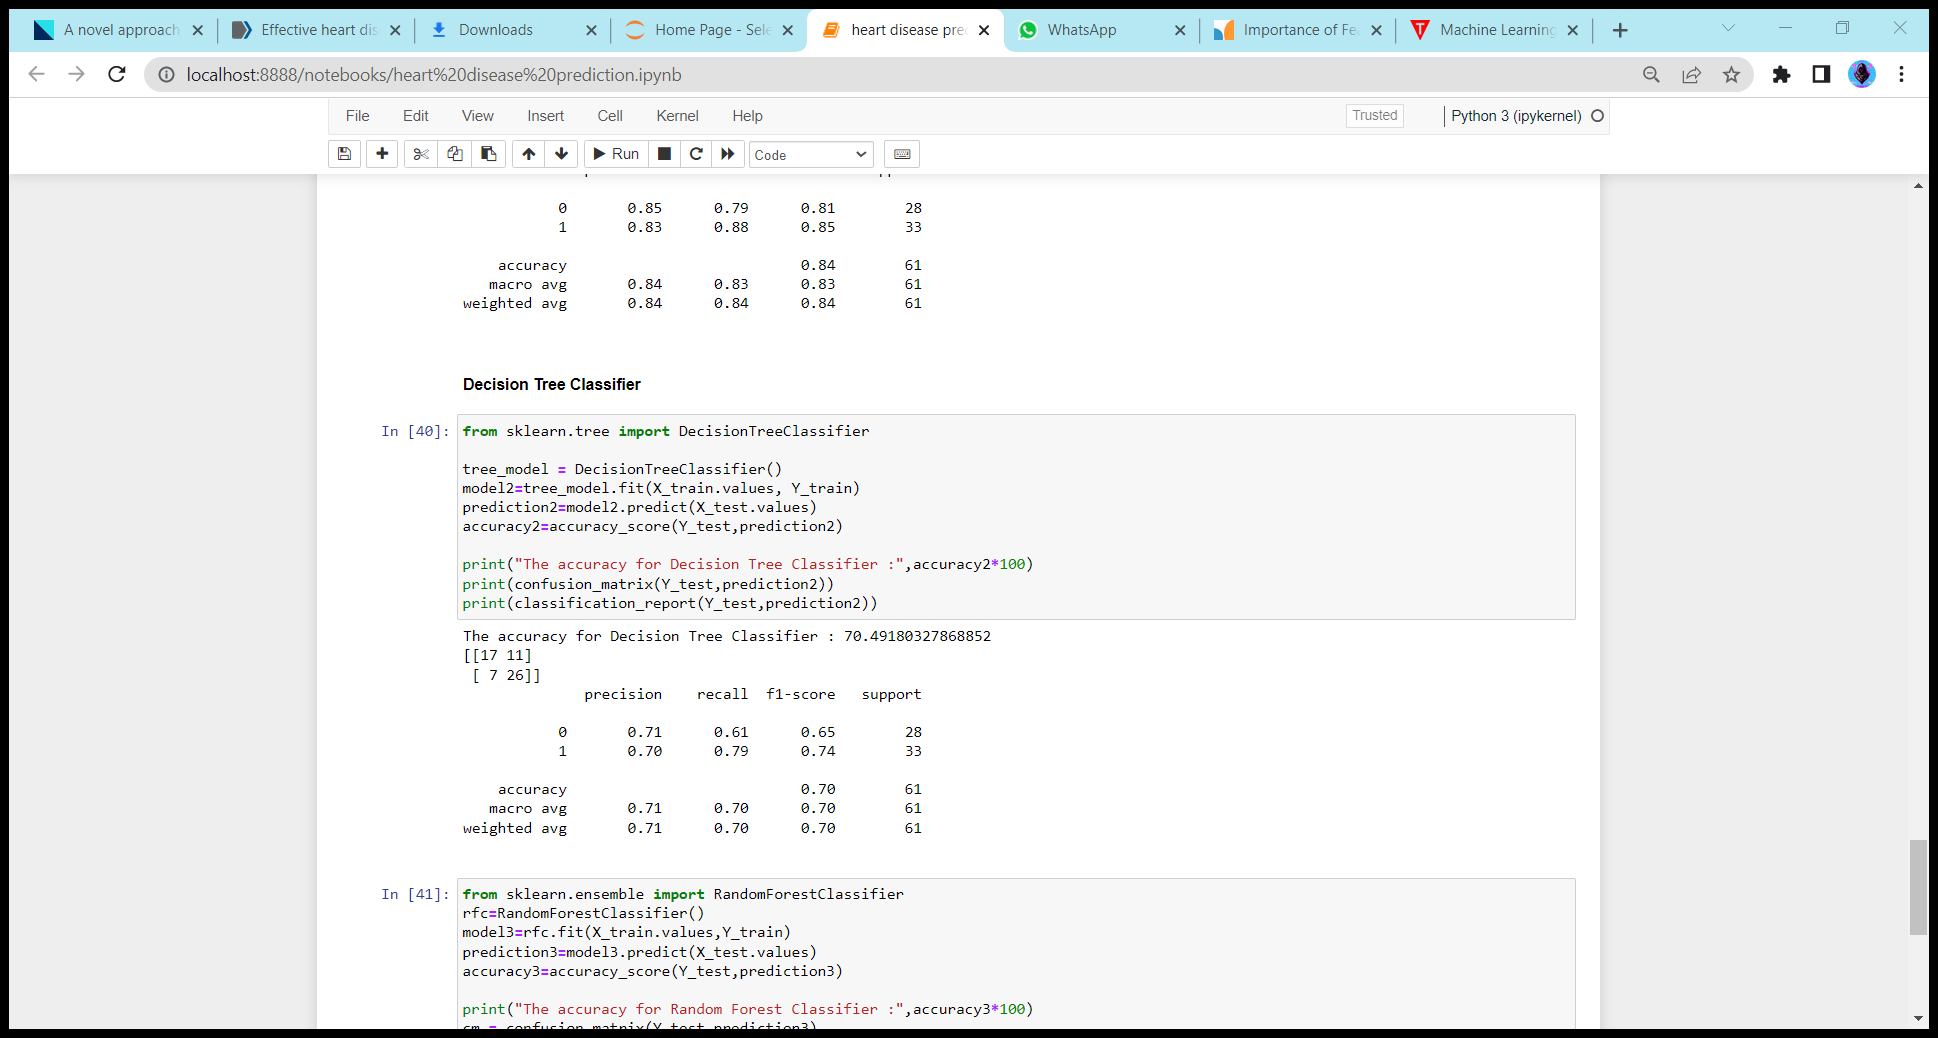 A novel approach
Effective heart dis
Downloads
Home Page - Sele
heart disease pre
WhatsApp
Importance of Fe
Machine Learning
localhost:8888/notebooks/heart%20disease%20prediction.ipynb
File Edit View Insert Cell Kernel Help Trusted Python 3 (ipykernel)
Run Code
0 0.85 0.79 0.81 28
1 0.83 0.88 0.85 33
accuracy 0.84 61
macro avg 0.84 0.83 0.83 61
weighted avg 0.84 0.84 0.84 61
Decision Tree Classifier
In [40]: from sklearn.tree import DecisionTreeClassifier
tree_model = DecisionTreeClassifier()
model2=tree_model.fit(X_train.values, Y_train)
prediction2=model2.predict(X_test.values)
accuracy2=accuracy_score(Y_test,prediction2)
print("The accuracy for Decision Tree Classifier :",accuracy2*100)
print(confusion_matrix(Y_test,prediction2))
print(classification_report(Y_test,prediction2))
The accuracy for Decision Tree Classifier : 70.49180327868852
[[17 11]
[ 7 26]]
precision recall f1-score support
0 0.71 0.61 0.65 28
1 0.70 0.79 0.74 33
accuracy 0.70 61
macro avg 0.71 0.70 0.70 61
weighted avg 0.71 0.70 0.70 61
In [41]: from sklearn.ensemble import RandomForestClassifier
rfc=RandomForestClassifier()
model3=rfc.fit(X_train.values,Y_train)
prediction3=model3.predict(X_test.values)
accuracy3=accuracy_score(Y_test,prediction3)
print("The accuracy for Random Forest Classifier :",accuracy3*100)
cm = confusion_matrix(Y_test,prediction3)